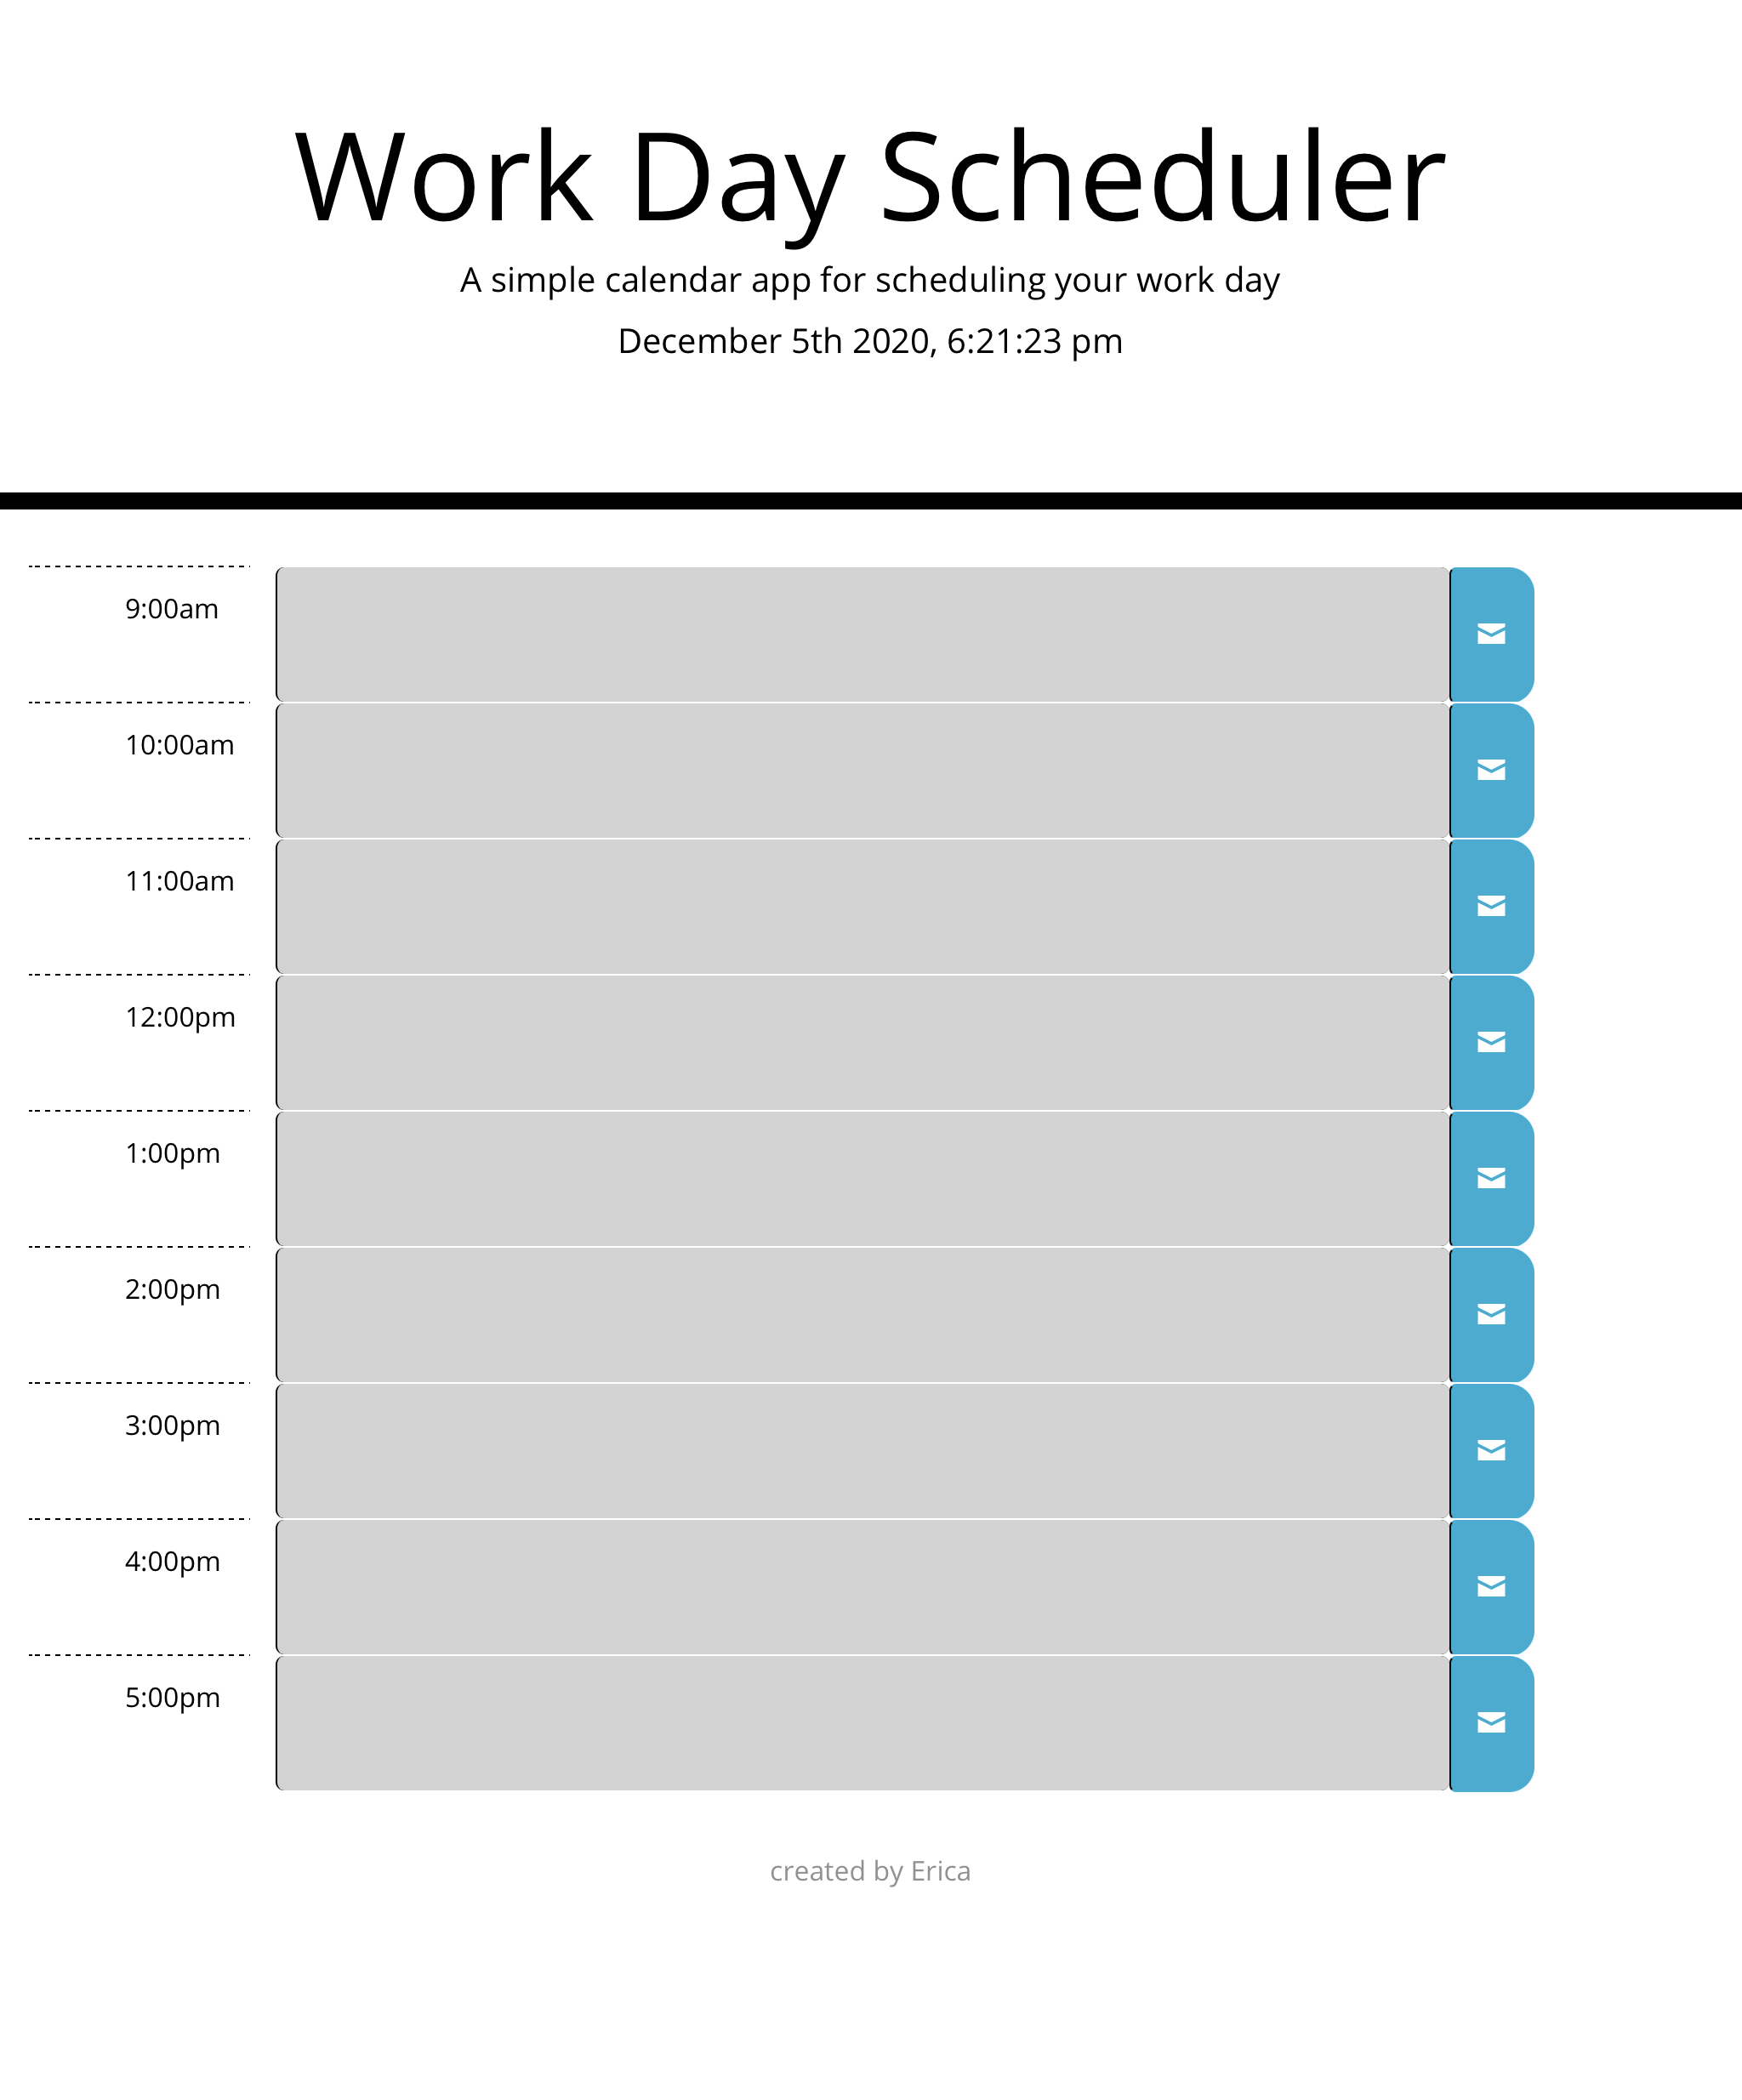 Work Day Scheduler
A simple calendar app for scheduling your work day
December 5th 2020, 6:21:23 pm
9:00am
10:00am
11:00am
12:00pm
1:00pm
2:00pm
3:00pm
4:00pm
5:00pm
created by Erica